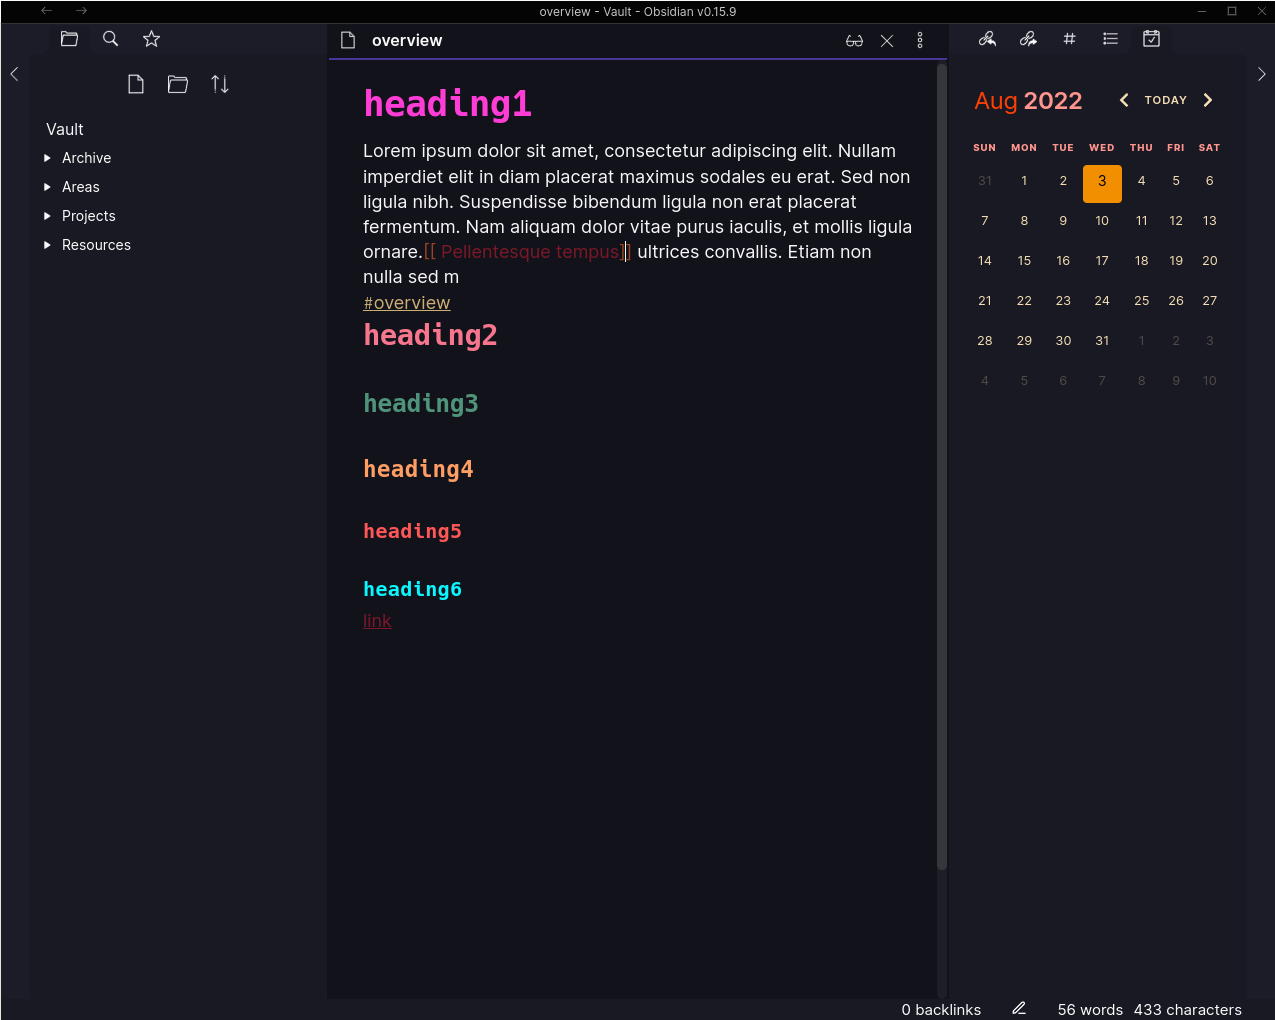 overview - Vault - Obsidian v0.15.9
overview
Vault
Archive
Areas
Projects
Resources
heading1
Lorem ipsum dolor sit amet, consectetur adipiscing elit. Nullam
imperdiet elit in diam placerat maximus sodales eu erat. Sed non
ligula nibh. Suspendisse bibendum ligula non erat placerat
fermentum. Nam aliquam dolor vitae purus iaculis, et mollis ligula
ornare.[[ Pellentesque tempus]] ultrices convallis. Etiam non
nulla sed m
#overview
heading2
heading3
heading4
heading5
heading6
link
Aug 2022
TODAY
SUN MON TUE WED THU FRI SAT
31 1 2 3 4 5 6
7 8 9 10 11 12 13
14 15 16 17 18 19 20
21 22 23 24 25 26 27
28 29 30 31 1 2 3
4 5 6 7 8 9 10
0 backlinks 56 words 433 characters